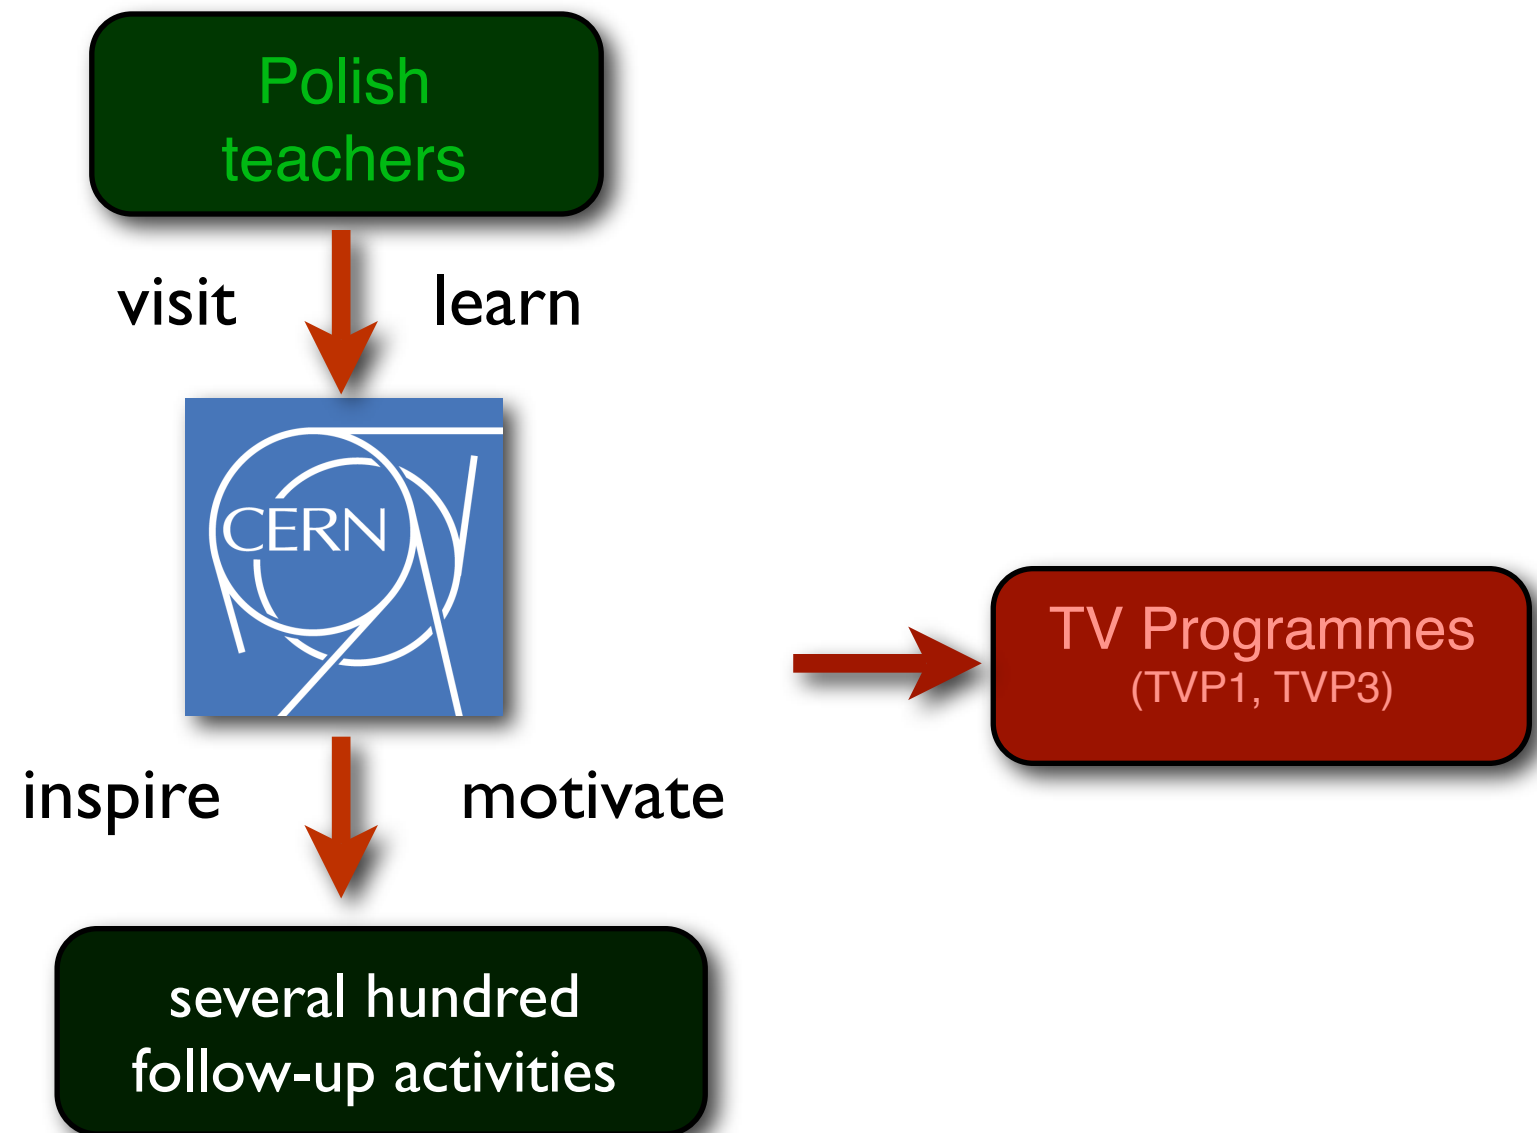 Polish
teachers
visit learn
CERN
TV Programmes
(TVP1, TVP3)
inspire motivate
several hundred
follow-up activities